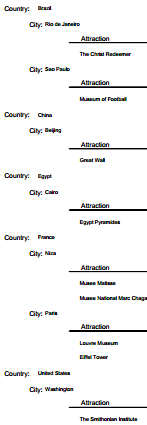 Country: Brazil
City: Rio de Janeiro
Attraction
The Christ Redeemer
City: Sao Paulo
Attraction
Museum of Football
Country: China
City: Beijing
Attraction
Great Wall
Country: Egypt
City: Cairo
Attraction
Egypt Pyramides
Country: France
City: Niza
Attraction
Musee Matisse
Musee National Marc Chaga
City: Paris
Attraction
Louvre Museum
Eiffel Tower
Country: United States
City: Washington
Attraction
The Smithonian Institute